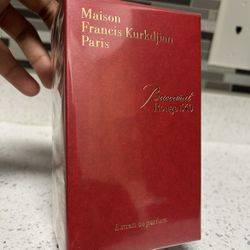 Maison
Francis Kurkdjian
Paris
Baccarat
Rouge 540
Extrait de parfum